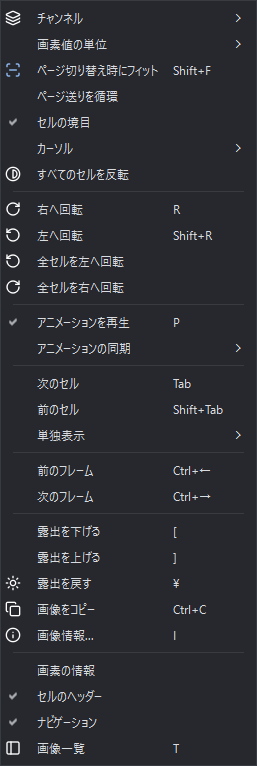 チャンネル
画素値の単位
ページ切り替え時にフィット Shift+F
ページ送りを循環
セルの境目
カーソル
すべてのセルを反転
右へ回転 R
左へ回転 Shift+R
全セルを左へ回転
全セルを右へ回転
アニメーションを再生 P
アニメーションの同期
次のセル Tab
前のセル Shift+Tab
単独表示
前のフレーム Ctrl+←
次のフレーム Ctrl+→
露出を下げる [
露出を上げる ]
露出を戻す ¥
画像をコピー Ctrl+C
画像情報... I
画素の情報
セルのヘッダー
ナビゲーション
画像一覧 T